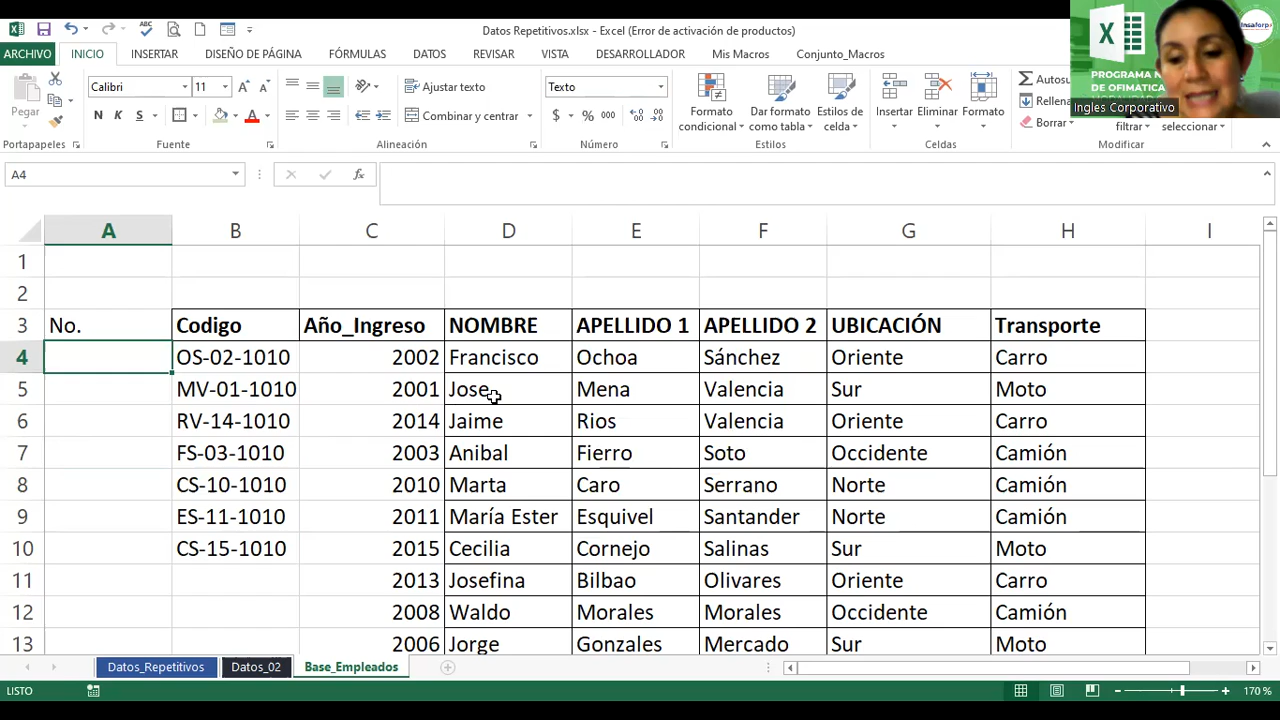 Datos Repetitivos.xlsx - Excel (Error de activación de productos)
ARCHIVO INICIO INSERTAR DISEÑO DE PÁGINA FÓRMULAS DATOS REVISAR VISTA DESARROLLADOR Mis Macros Conjunto_Macros
PROGRAMA N
DE OFIMATICA
Ingles Corporativo
Insaforp
Pegar
Calibri 11
N K S
Ajustar texto
Combinar y centrar
Texto
$ % 000
Formato condicional
Dar formato como tabla
Estilos de celda
Insertar
Eliminar
Formato
Autosu
Rellena
Borrar
filtrar
seleccionar
Portapapeles Fuente Alineación Número Estilos Celdas Modificar
A4 fx
A B C D E F G H I
1
2
3 No. Codigo Año_Ingreso NOMBRE APELLIDO 1 APELLIDO 2 UBICACIÓN Transporte
4 OS-02-1010 2002 Francisco Ochoa Sánchez Oriente Carro
5 MV-01-1010 2001 Jose Mena Valencia Sur Moto
6 RV-14-1010 2014 Jaime Rios Valencia Oriente Carro
7 FS-03-1010 2003 Anibal Fierro Soto Occidente Camión
8 CS-10-1010 2010 Marta Caro Serrano Norte Camión
9 ES-11-1010 2011 María Ester Esquivel Santander Norte Camión
10 CS-15-1010 2015 Cecilia Cornejo Salinas Sur Moto
11 2013 Josefina Bilbao Olivares Oriente Carro
12 2008 Waldo Morales Morales Occidente Camión
13 2006 Jorge Gonzales Mercado Sur Moto
Datos_Repetitivos Datos_02 Base_Empleados
LISTO 170 %